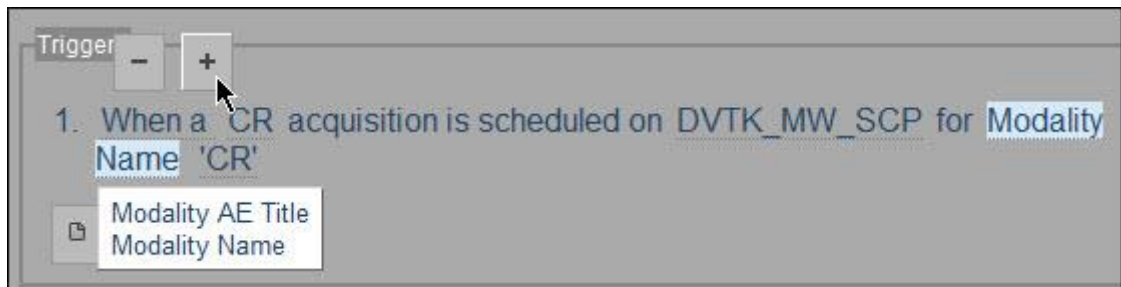 Trigger
- +
1. When a CR acquisition is scheduled on DVTK_MW_SCP for Modality
Name 'CR'
Modality AE Title
Modality Name